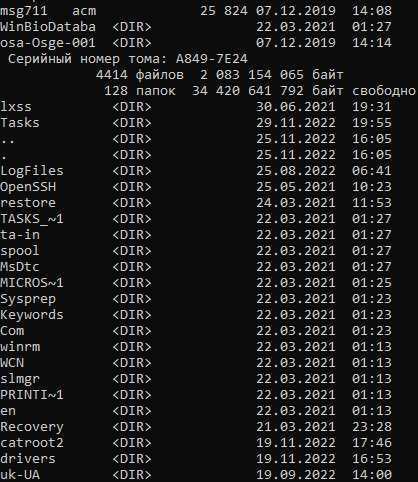 msg711   acm        25 824 07.12.2019  14:08
WinBioDataba  <DIR>        22.03.2021  01:27
osa-Osge-001  <DIR>        07.12.2019  14:14
 Серийный номер тома: A849-7E24
            4414 файлов  2 083 154 065 байт
             128 папок  34 420 641 792 байт свободно
lxss          <DIR>        30.06.2021  19:31
Tasks         <DIR>        29.11.2022  19:55
..            <DIR>        25.11.2022  16:05
.             <DIR>        25.11.2022  16:05
LogFiles      <DIR>        25.08.2022  06:41
OpenSSH       <DIR>        25.05.2021  10:23
restore       <DIR>        24.03.2021  11:53
TASKS_~1      <DIR>        22.03.2021  01:27
ta-in         <DIR>        22.03.2021  01:27
spool         <DIR>        22.03.2021  01:27
MsDtc         <DIR>        22.03.2021  01:27
MICROS~1      <DIR>        22.03.2021  01:25
Sysprep       <DIR>        22.03.2021  01:13
Keywords      <DIR>        22.03.2021  01:13
Com           <DIR>        22.03.2021  01:13
winrm         <DIR>        22.03.2021  01:13
WCN           <DIR>        22.03.2021  01:13
slmgr         <DIR>        22.03.2021  01:13
PRINTI~1      <DIR>        22.03.2021  01:13
en            <DIR>        22.03.2021  01:13
Recovery      <DIR>        21.03.2021  23:28
catroot2      <DIR>        19.11.2022  17:46
drivers       <DIR>        19.11.2022  16:53
uk-UA         <DIR>        19.09.2022  14:00